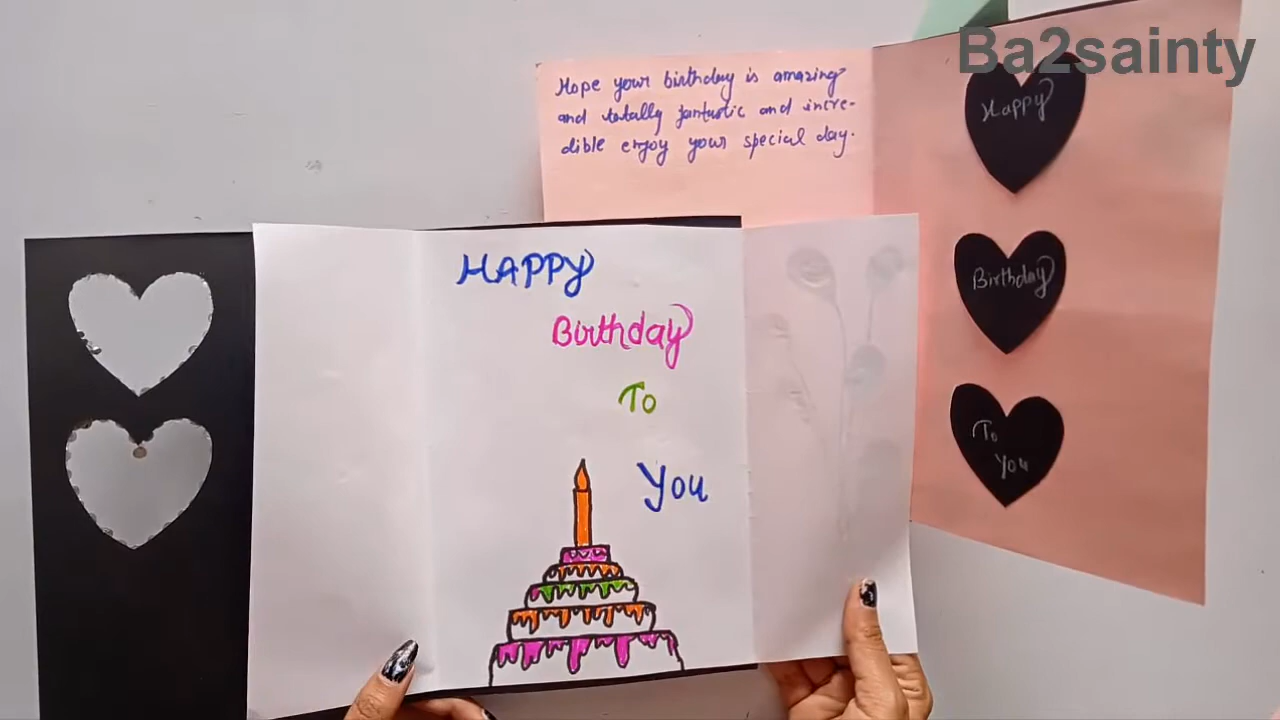 Ba2sainty
Hope your birthday is amazing
and totally fantastic and incre-
dible enjoy your special day.
Happy
Birthday
To
You
HAPPY
Birthday
To
You